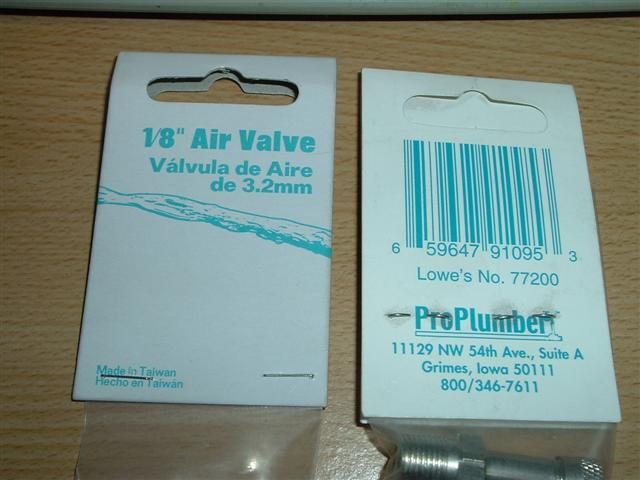 1/8" Air Valve
Válvula de Aire
de 3.2mm
Made in Taiwan
Hecho en Taiwán
6 59647 91095 3
Lowe's No. 77200
ProPlumber
11129 NW 54th Ave., Suite A
Grimes, Iowa 50111
800/346-7611